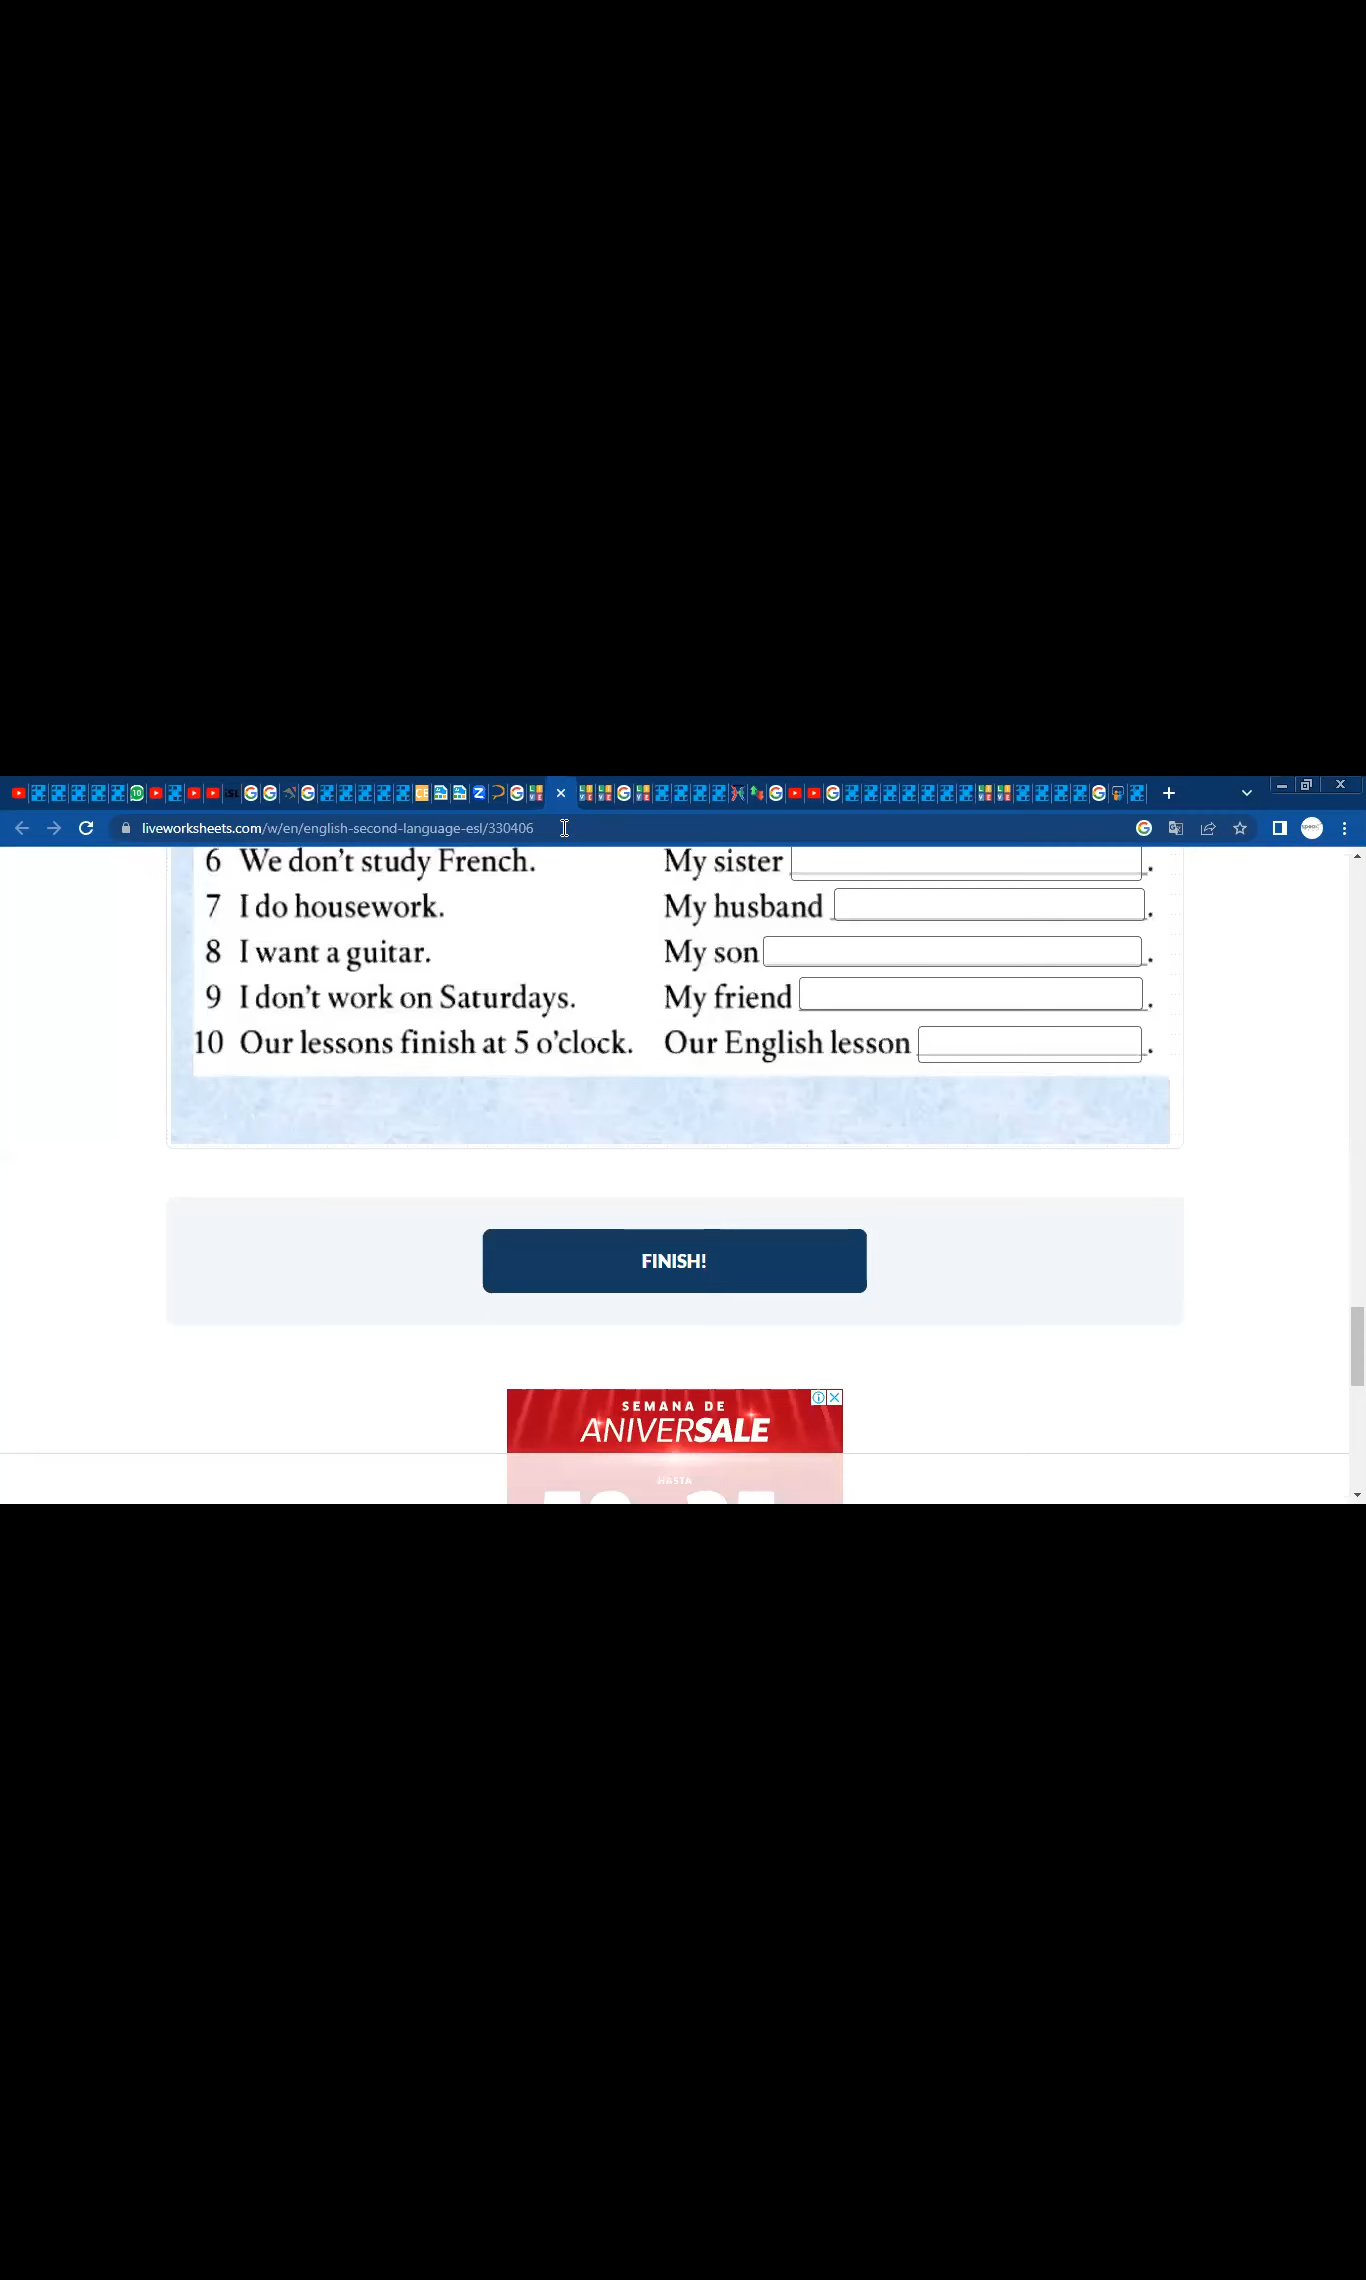 liveworksheets.com/w/en/english-second-language-esl/330406
6 We don't study French. My sister .
7 I do housework. My husband .
8 I want a guitar. My son .
9 I don't work on Saturdays. My friend .
10 Our lessons finish at 5 o'clock. Our English lesson .
FINISH!
SEMANA DE
ANIVERSALE
HASTA